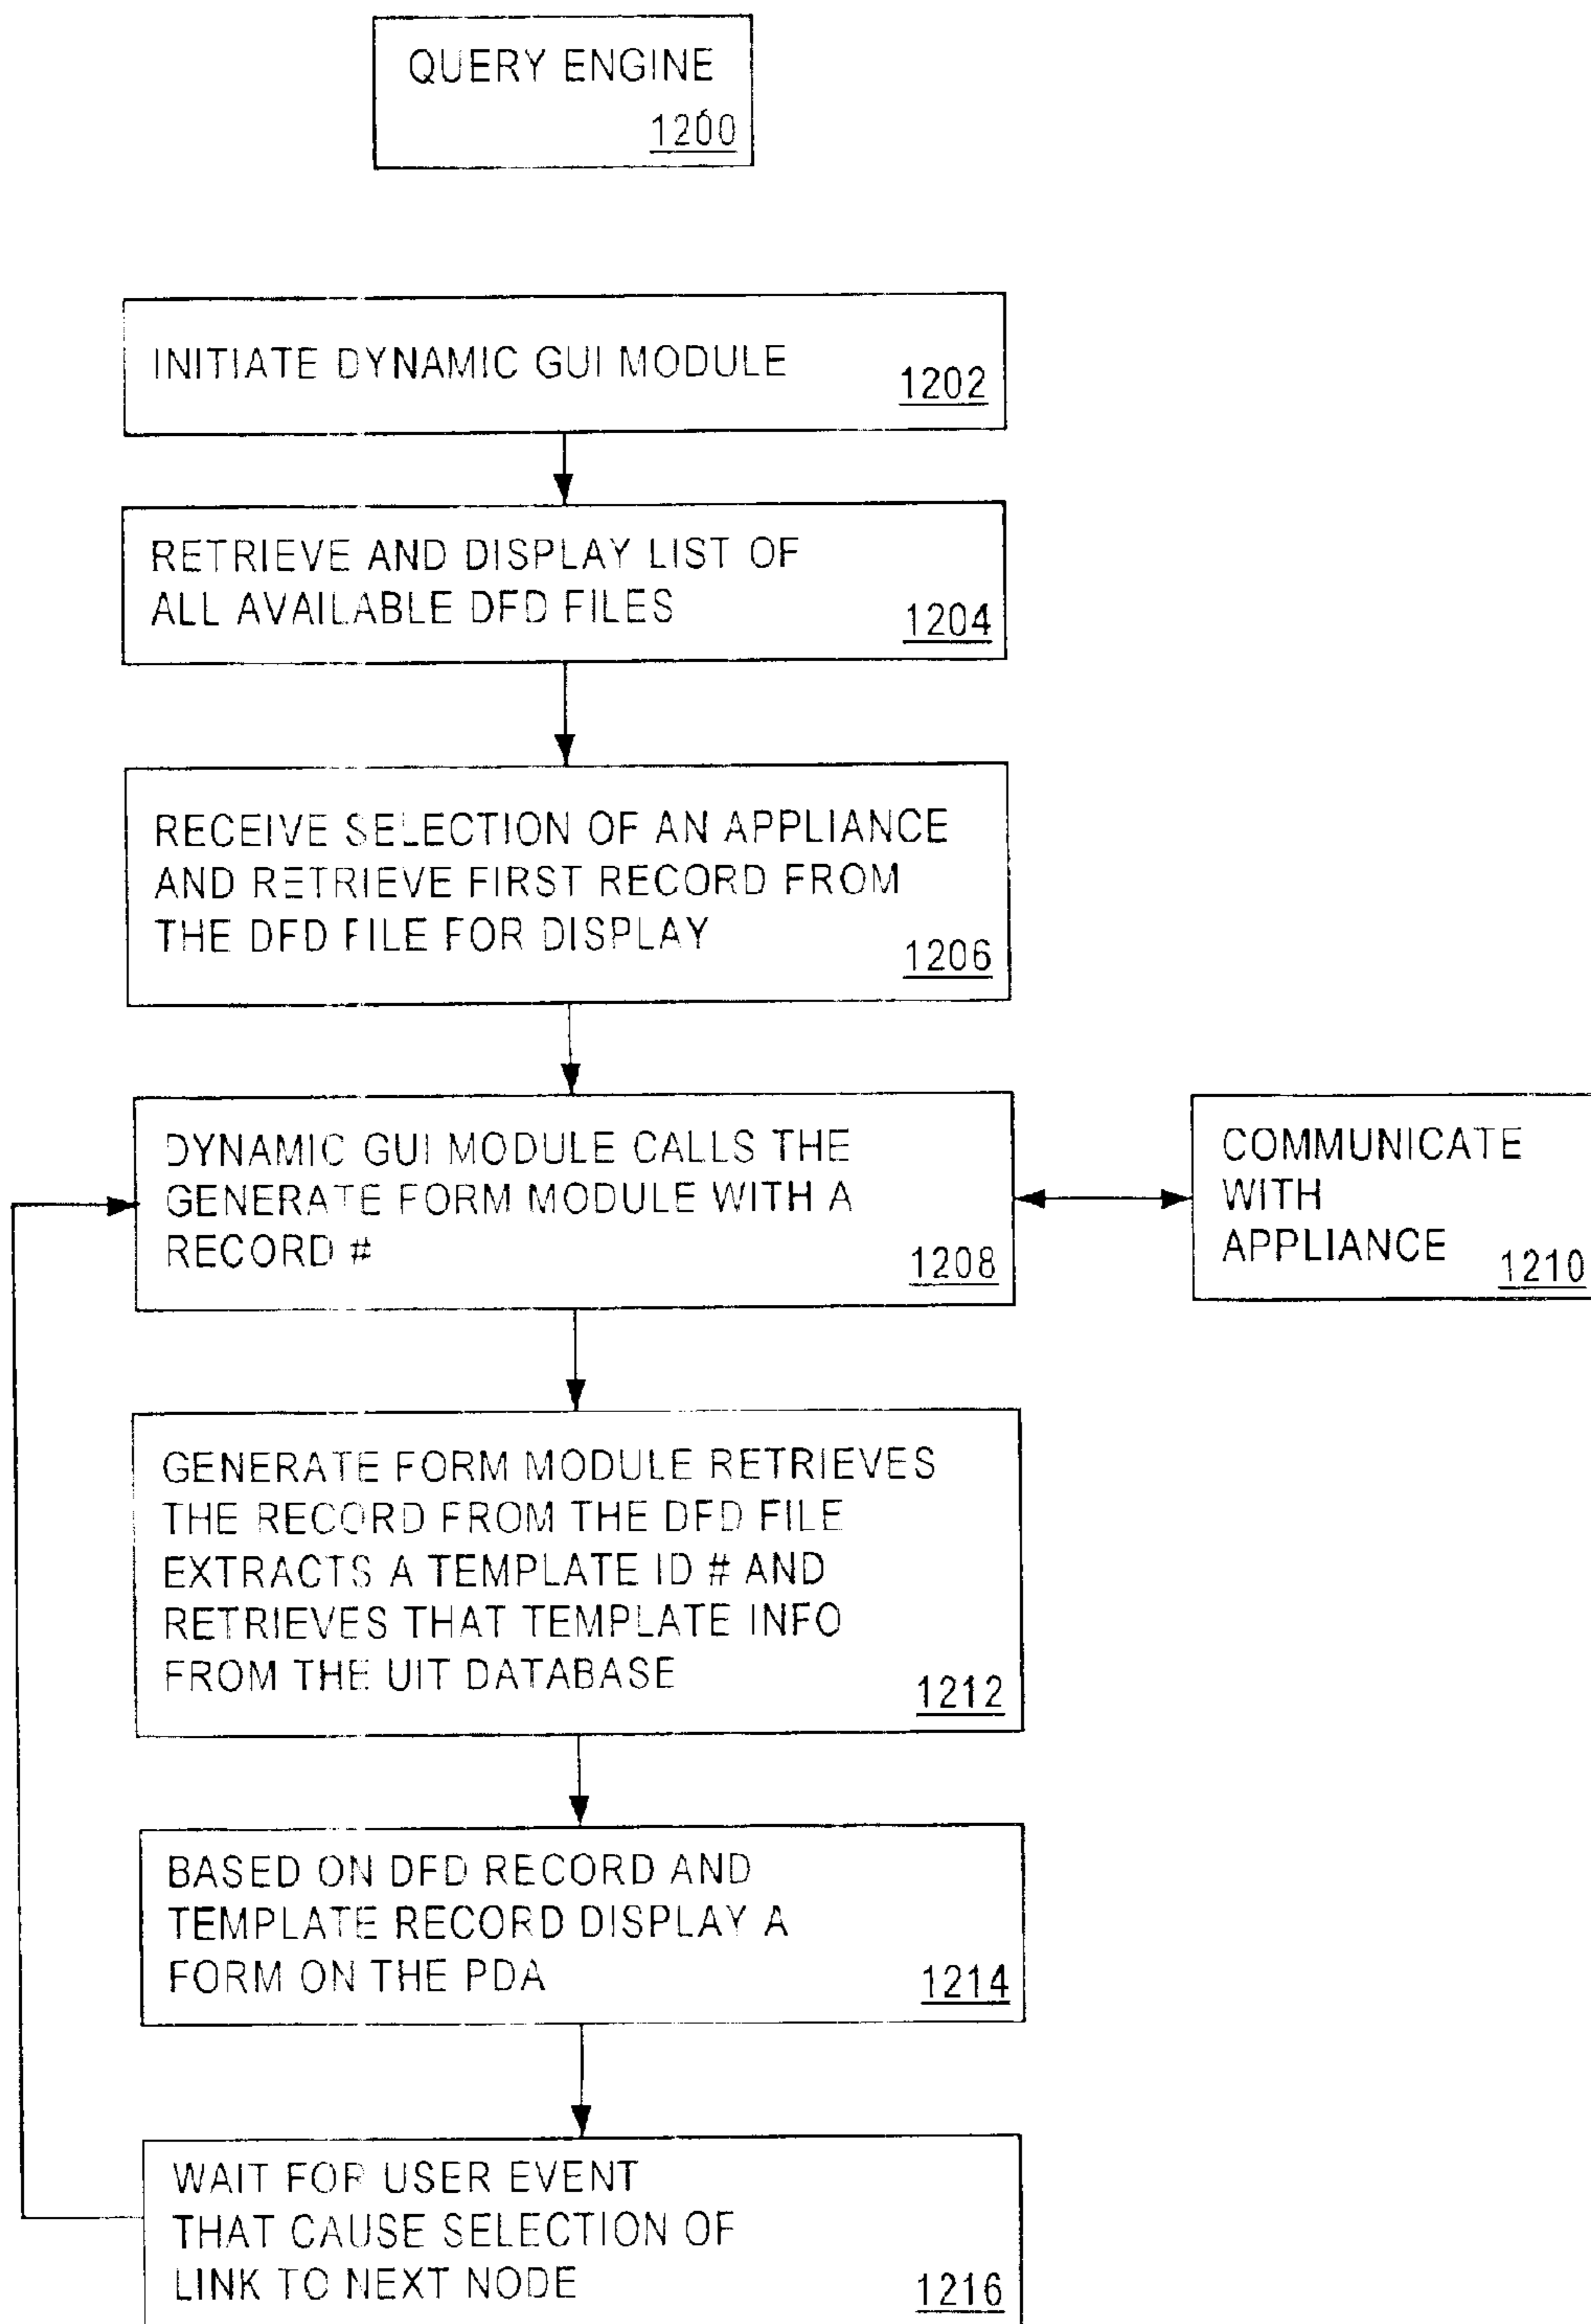 QUERY ENGINE
1200
INITIATE DYNAMIC GUI MODULE
1202
RETRIEVE AND DISPLAY LIST OF
ALL AVAILABLE DFD FILES
1204
RECEIVE SELECTION OF AN APPLIANCE
AND RETRIEVE FIRST RECORD FROM
THE DFD FILE FOR DISPLAY
1206
DYNAMIC GUI MODULE CALLS THE
GENERATE FORM MODULE WITH A
RECORD #
1208
COMMUNICATE
WITH
APPLIANCE
1210
GENERATE FORM MODULE RETRIEVES
THE RECORD FROM THE DFD FILE
EXTRACTS A TEMPLATE ID # AND
RETRIEVES THAT TEMPLATE INFO
FROM THE UIT DATABASE
1212
BASED ON DFD RECORD AND
TEMPLATE RECORD DISPLAY A
FORM ON THE PDA
1214
WAIT FOR USER EVENT
THAT CAUSE SELECTION OF
LINK TO NEXT NODE
1216